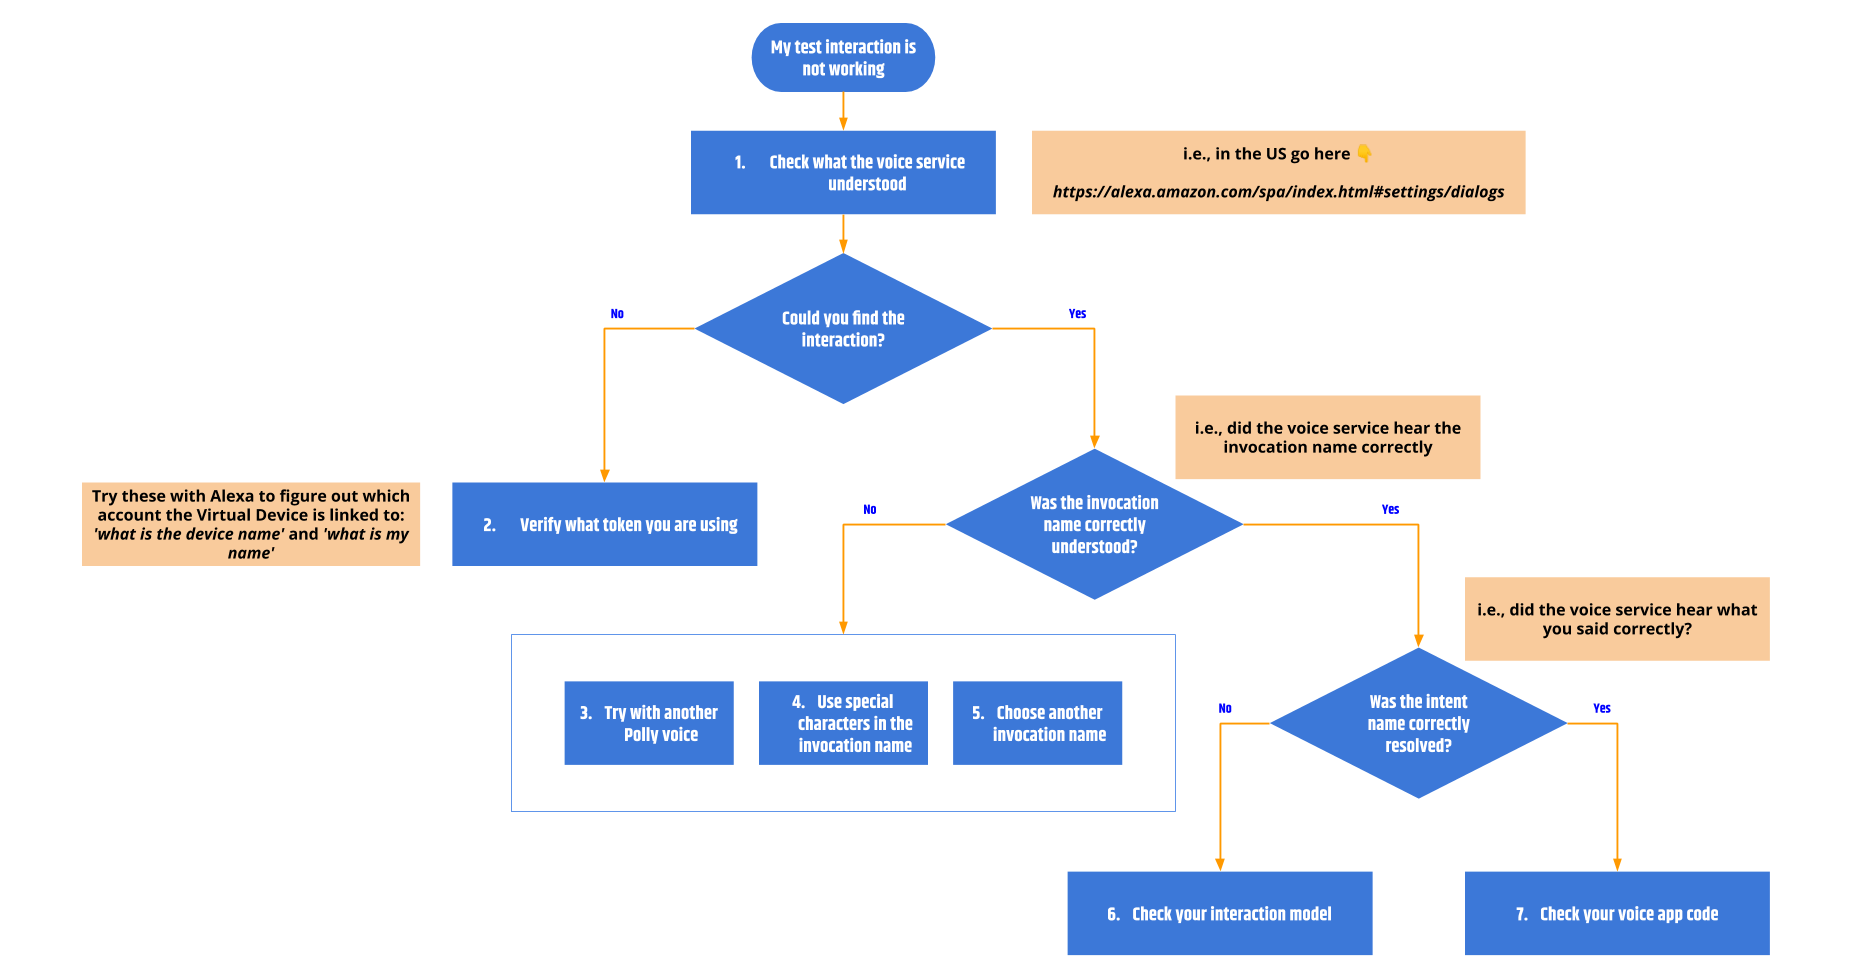 My test interaction is
not working
1. Check what the voice service
understood
i.e., in the US go here 👇
https://alexa.amazon.com/spa/index.html#settings/dialogs
Could you find the
interaction?
No
Yes
i.e., did the voice service hear the
invocation name correctly
Try these with Alexa to figure out which
account the Virtual Device is linked to:
'what is the device name' and 'what is my
name'
2. Verify what token you are using
Was the invocation
name correctly
understood?
No
Yes
i.e., did the voice service hear what
you said correctly?
3. Try with another
Polly voice
4. Use special
characters in the
invocation name
5. Choose another
invocation name
Was the intent
name correctly
resolved?
No
Yes
6. Check your interaction model
7. Check your voice app code